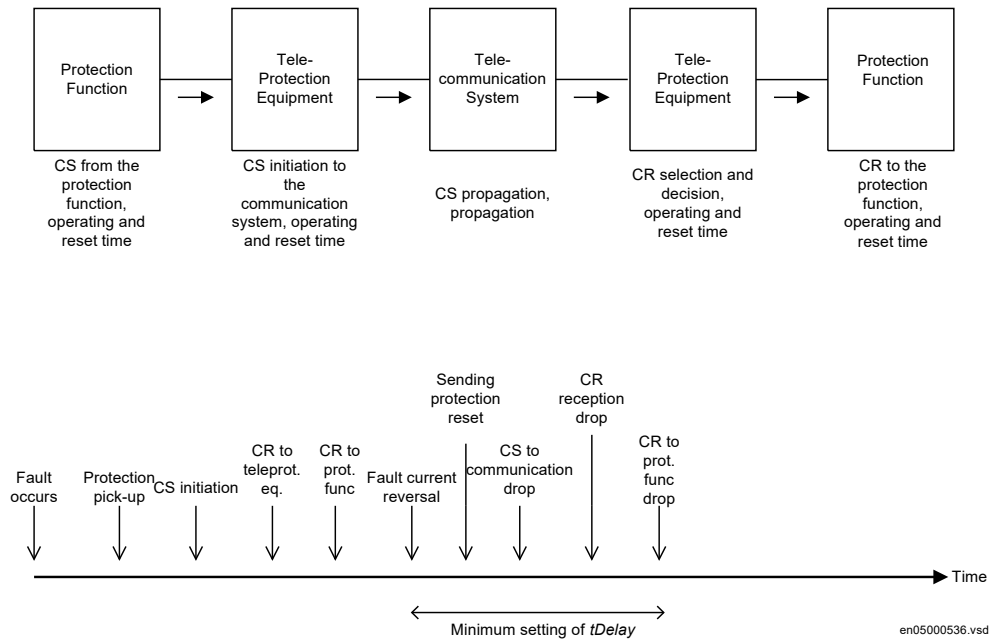 Protection
Function
Tele-
Protection
Equipment
Tele-
communication
System
Tele-
Protection
Equipment
Protection
Function
CS from the
protection
function,
operating and
reset time
CS initiation to
the
communication
system, operating
and reset time
CS propagation,
propagation
CR selection and
decision,
operating and
reset time
CR to the
protection
function,
operating and
reset time
Fault
occurs
Protection
pick-up
CS initiation
CR to
teleprot.
eq.
CR to
prot.
func
Fault current
reversal
Sending
protection
reset
CS to
communication
drop
CR
reception
drop
CR to
prot.
func
drop
Time
Minimum setting of tDelay
en05000536.vsd